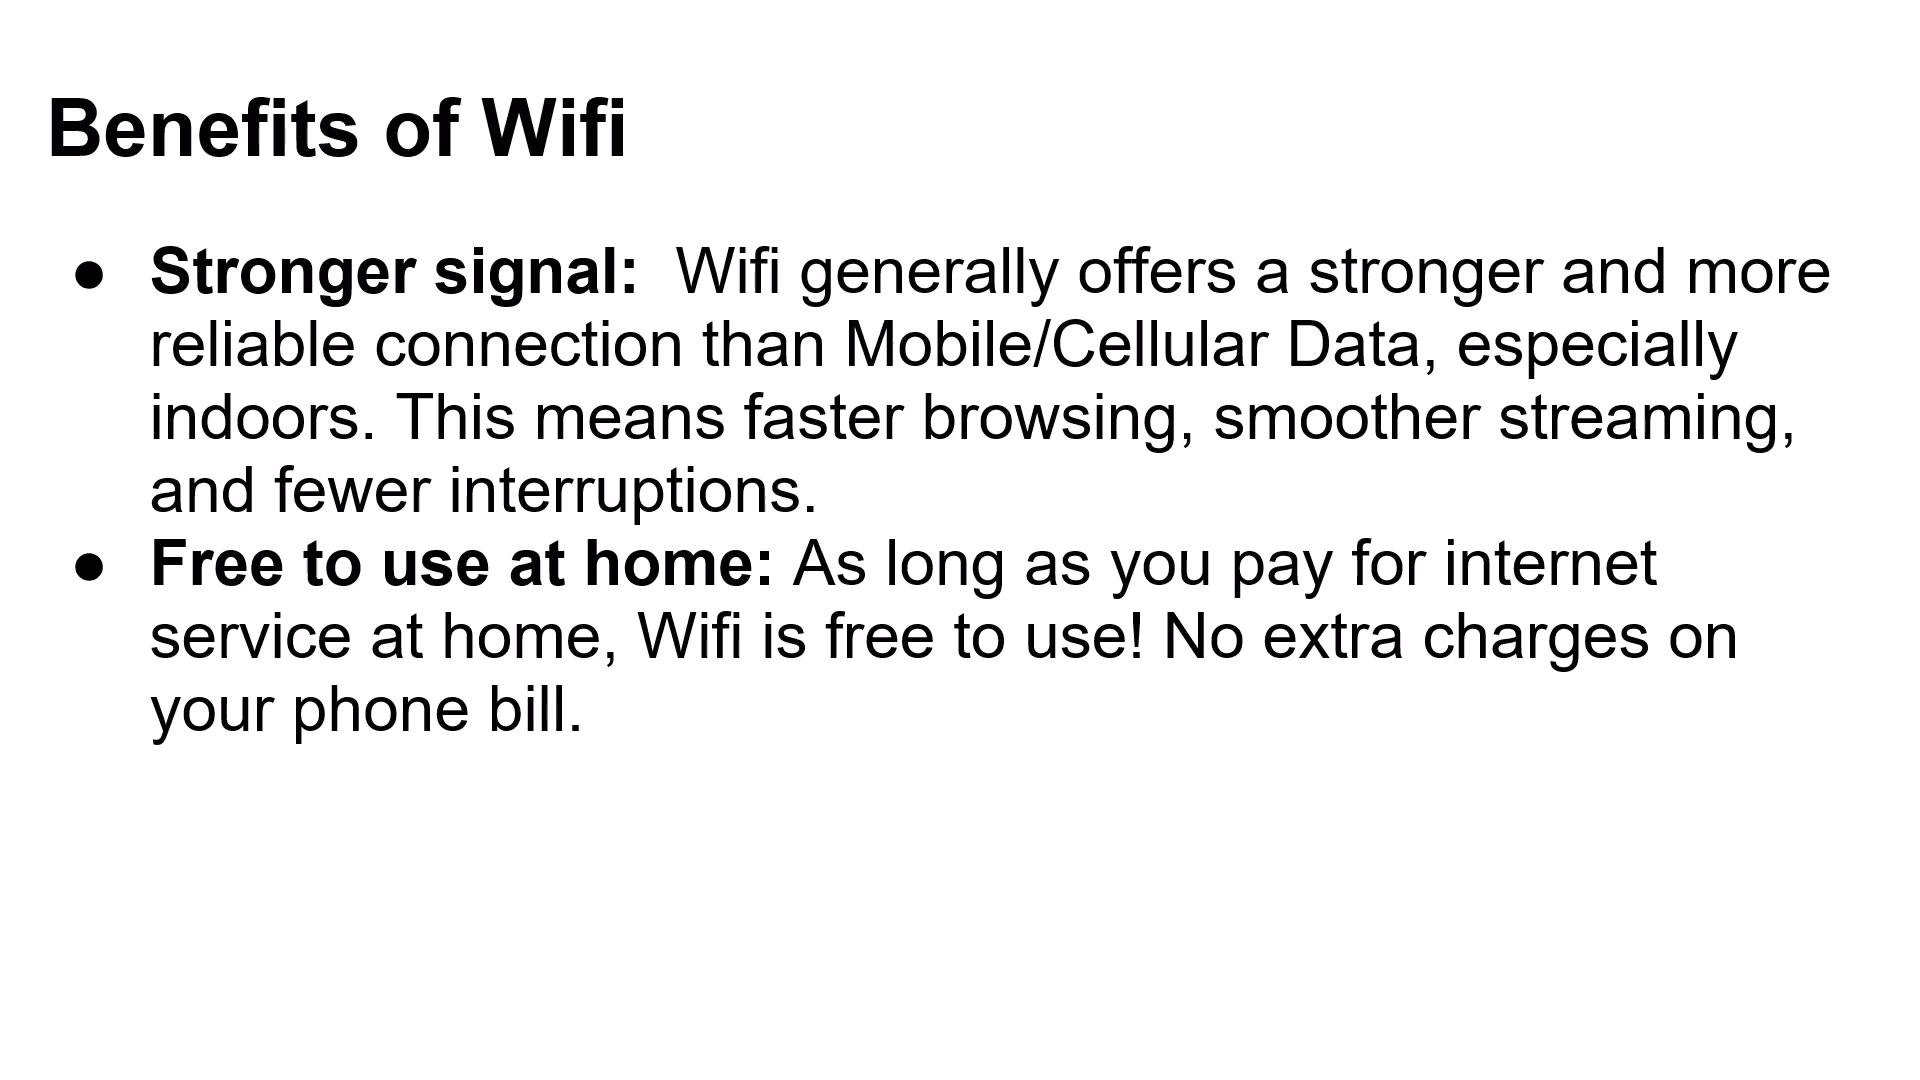 Benefits of Wifi
● Stronger signal:  Wifi generally offers a stronger and more
reliable connection than Mobile/Cellular Data, especially
indoors. This means faster browsing, smoother streaming,
and fewer interruptions.
● Free to use at home: As long as you pay for internet
service at home, Wifi is free to use! No extra charges on
your phone bill.